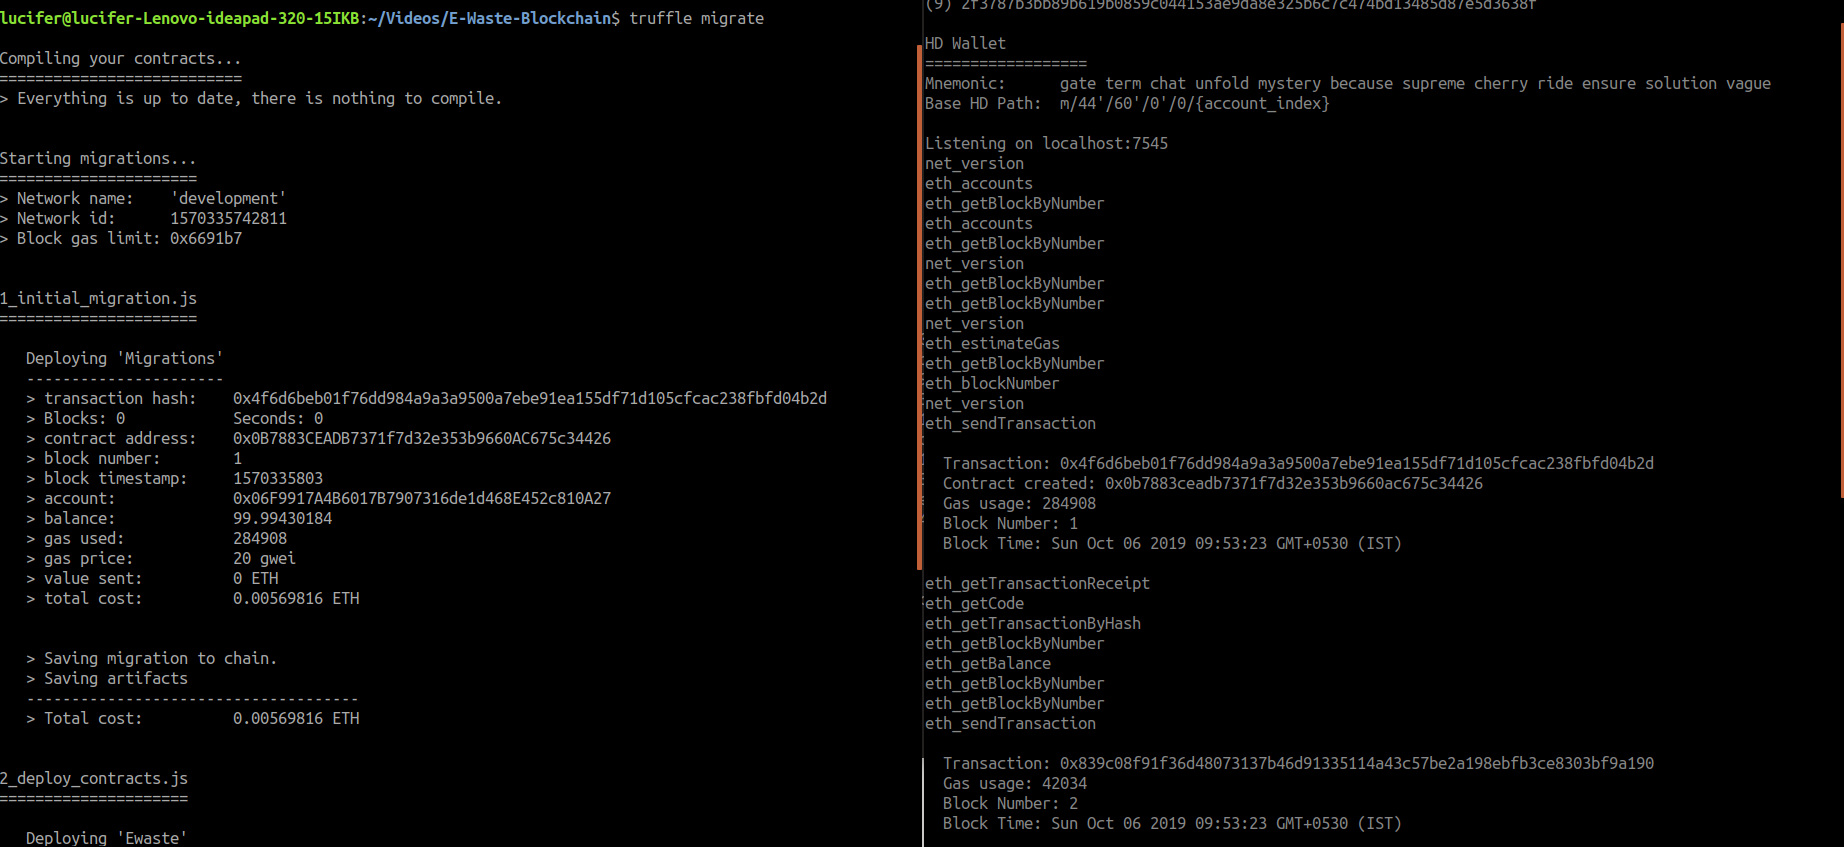 lucifer@lucifer-Lenovo-ideapad-320-15IKB:~/Videos/E-Waste-Blockchain$ truffle migrate
Compiling your contracts...
===========================
> Everything is up to date, there is nothing to compile.
Starting migrations...
======================
> Network name:    'development'
> Network id:      1570335742811
> Block gas limit: 0x6691b7
1_initial_migration.js
======================
Deploying 'Migrations'
----------------------
> transaction hash:    0x4f6d6beb01f76dd984a9a3a9500a7ebe91ea155df71d105cfcac238fbfd04b2d
> Blocks: 0            Seconds: 0
> contract address:    0x0B7883CEADB7371f7d32e353b9660AC675c34426
> block number:        1
> block timestamp:     1570335803
> account:             0x06F9917A4B6017B7907316de1d468E452c810A27
> balance:             99.99430184
> gas used:            284908
> gas price:           20 gwei
> value sent:          0 ETH
> total cost:          0.00569816 ETH
> Saving migration to chain.
> Saving artifacts
-------------------------------------
> Total cost:          0.00569816 ETH
2_deploy_contracts.js
=====================
Deploying 'Ewaste'
(9) 2f3787b3bb89b619b0859c044153ae9da8e325b6c7c474bd13485d87e5d3638f
HD Wallet
==================
Mnemonic:      gate term chat unfold mystery because supreme cherry ride ensure solution vague
Base HD Path:  m/44'/60'/0'/0/{account_index}
Listening on localhost:7545
net_version
eth_accounts
eth_getBlockByNumber
eth_accounts
eth_getBlockByNumber
net_version
eth_getBlockByNumber
eth_getBlockByNumber
net_version
eth_estimateGas
eth_getBlockByNumber
eth_blockNumber
net_version
eth_sendTransaction
Transaction: 0x4f6d6beb01f76dd984a9a3a9500a7ebe91ea155df71d105cfcac238fbfd04b2d
Contract created: 0x0b7883ceadb7371f7d32e353b9660ac675c34426
Gas usage: 284908
Block Number: 1
Block Time: Sun Oct 06 2019 09:53:23 GMT+0530 (IST)
eth_getTransactionReceipt
eth_getCode
eth_getTransactionByHash
eth_getBlockByNumber
eth_getBalance
eth_getBlockByNumber
eth_getBlockByNumber
eth_sendTransaction
Transaction: 0x839c08f91f36d48073137b46d91335114a43c57be2a198ebfb3ce8303bf9a190
Gas usage: 42034
Block Number: 2
Block Time: Sun Oct 06 2019 09:53:23 GMT+0530 (IST)